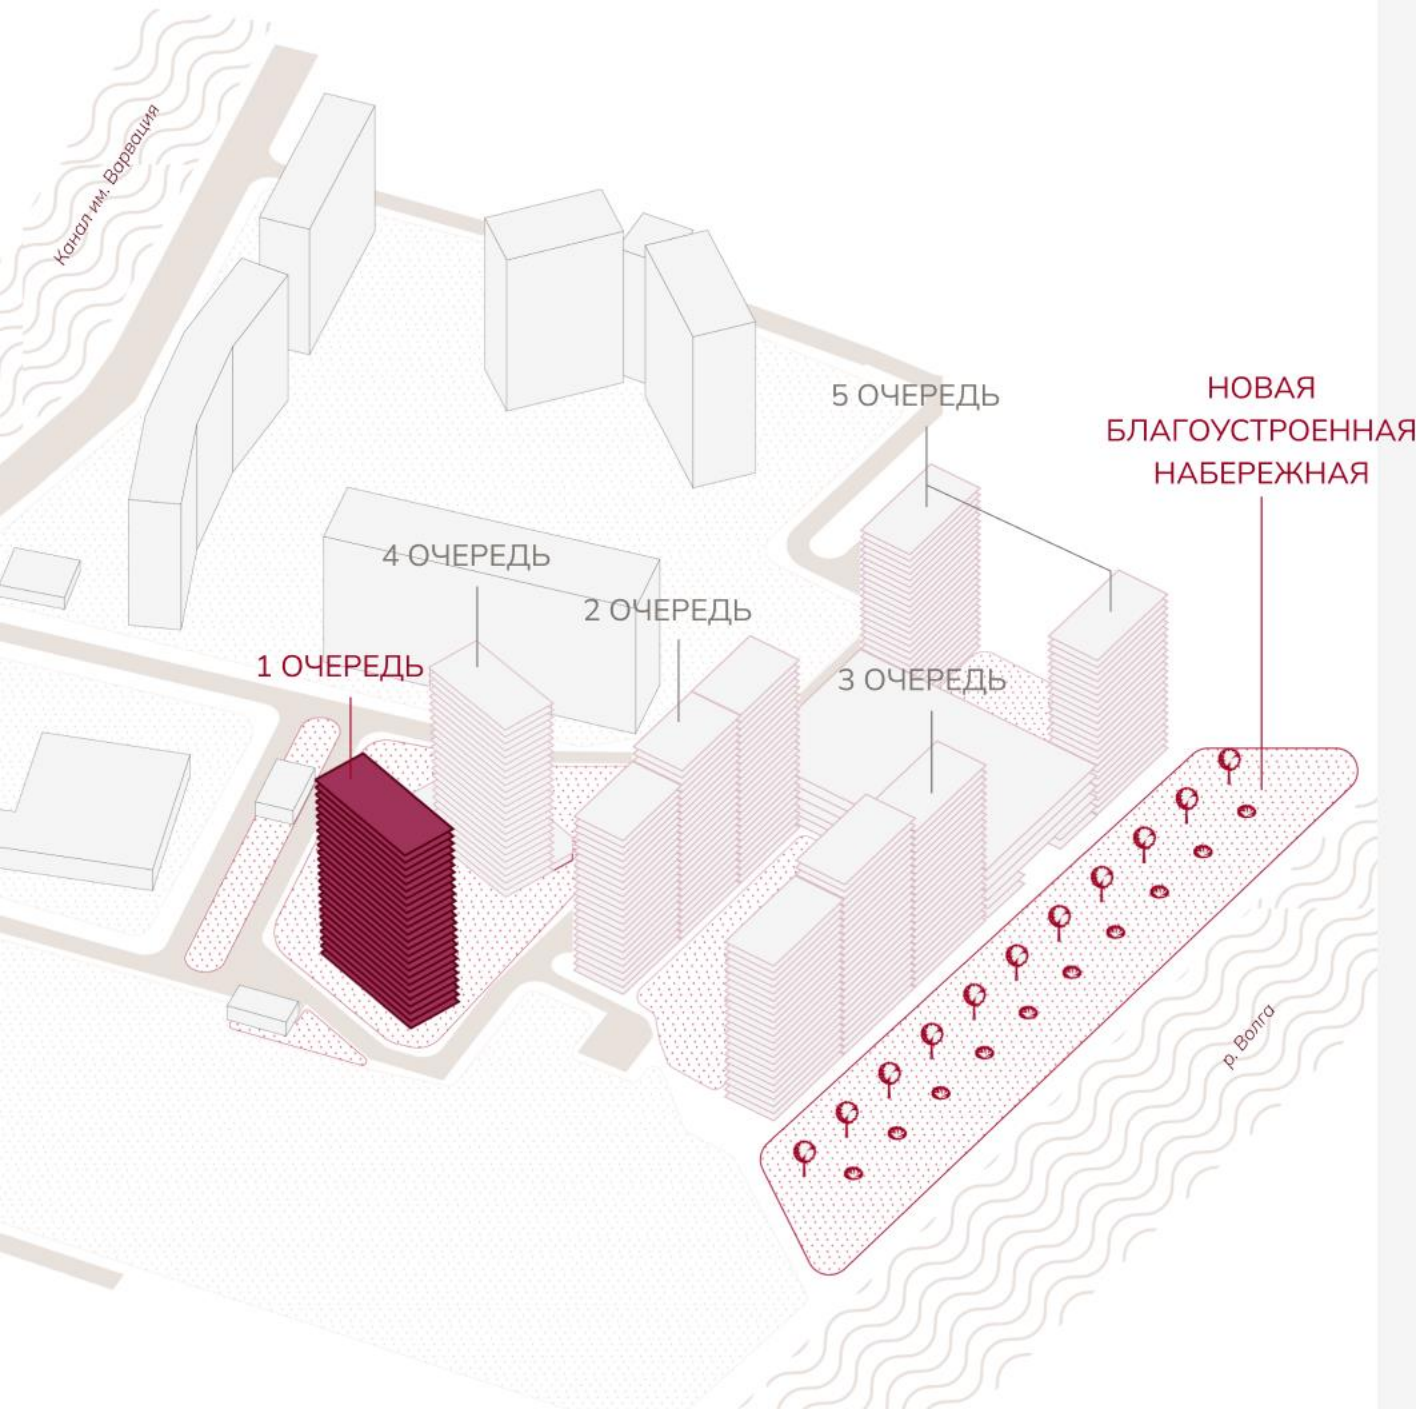 Канал им. Варвация
5 ОЧЕРЕДЬ
НОВАЯ
БЛАГОУСТРОЕННАЯ
НАБЕРЕЖНАЯ
4 ОЧЕРЕДЬ
2 ОЧЕРЕДЬ
1 ОЧЕРЕДЬ
3 ОЧЕРЕДЬ
р. Волга